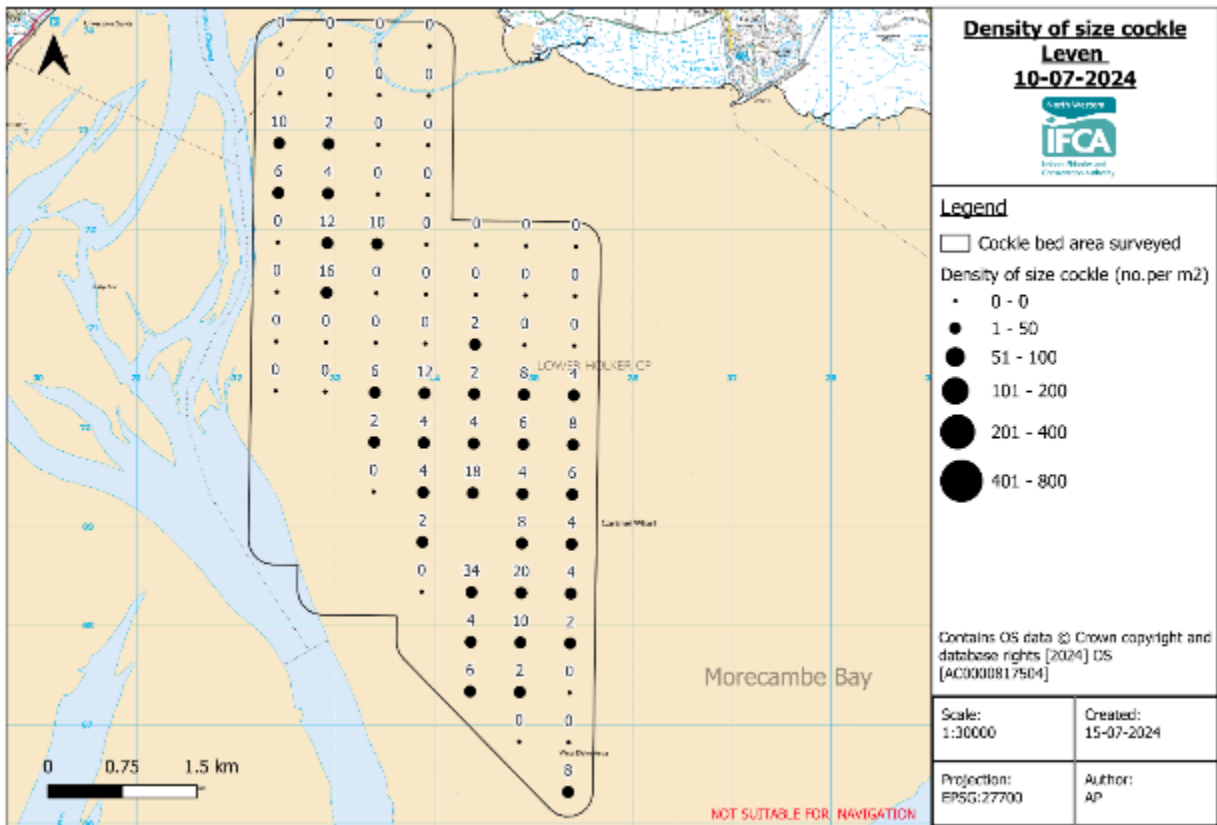 Density of size cockle
Leven
10-07-2024
North Western
IFCA
Legend
Cockle bed area surveyed
Density of size cockle (no.per m2)
0 - 0
1 - 50
51 - 100
101 - 200
201 - 400
401 - 800
Contains OS data © Crown copyright and
database rights [2024] OS
[AC0000817504]
Scale:
1:30000
Created:
15-07-2024
Projection:
EPSG:27700
Author:
AP
0 0 0 0
0 0 0 0
10 2 0 0
6 4 0 0
0 12 10 0 0 0 0
0 16 0 0 0 0 0
0 0 0 0 2 0 0
LOWER HOLKER CP
0 0 6 12 2 8 4
2 4 4 6 8
0 4 18 4 6
2 8 4
Cartmel Wharf
0 34 20 4
4 10 2
6 2 0
Morecambe Bay
0 0
8
0 0.75 1.5 km
NOT SUITABLE FOR NAVIGATION